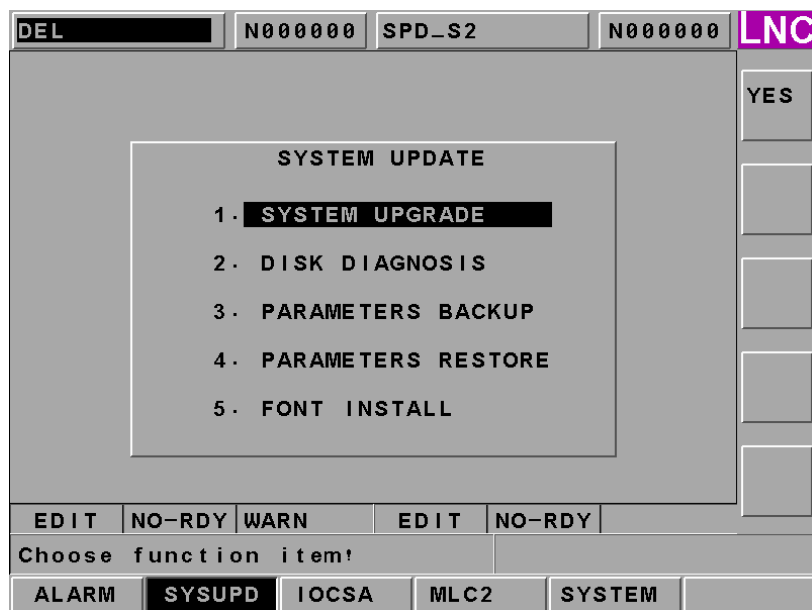 DEL N000000 SPD_S2 N000000 LNC
YES
SYSTEM UPDATE
1. SYSTEM UPGRADE
2. DISK DIAGNOSIS
3. PARAMETERS BACKUP
4. PARAMETERS RESTORE
5. FONT INSTALL
EDIT NO-RDY WARN EDIT NO-RDY
Choose function item!
ALARM SYSUPD IOCSA MLC2 SYSTEM